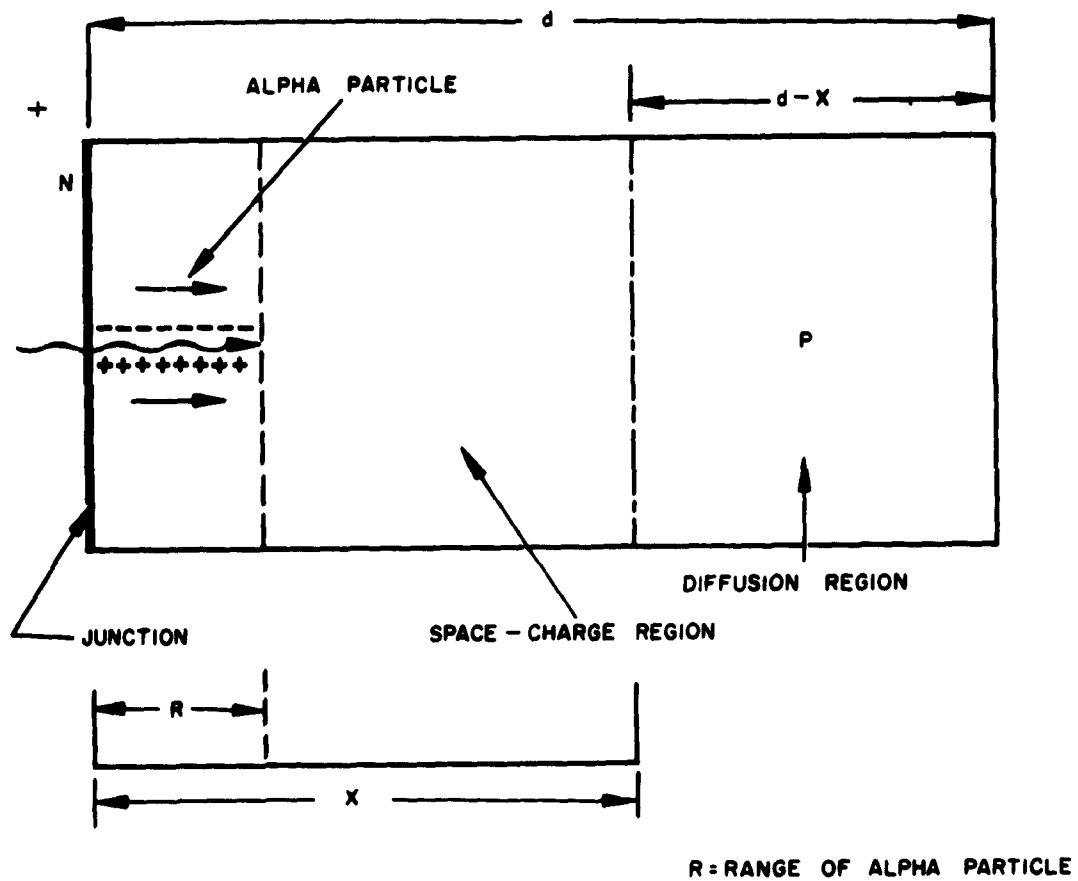 d
ALPHA PARTICLE
d-X
+
N
P
DIFFUSION REGION
JUNCTION
SPACE-CHARGE REGION
R
X
R=RANGE OF ALPHA PARTICLE